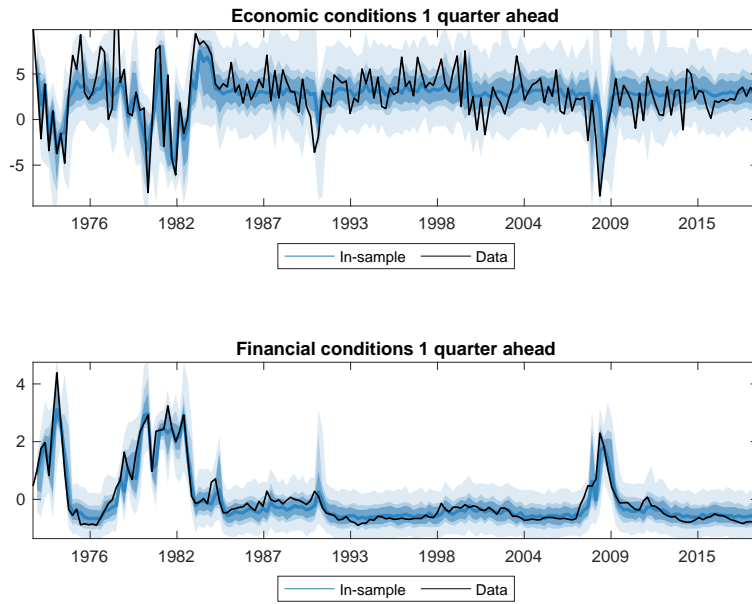 Economic conditions 1 quarter ahead
5
0
-5
1976 1982 1987 1993 1998 2004 2009 2015
In-sample Data
Financial conditions 1 quarter ahead
4
2
0
1976 1982 1987 1993 1998 2004 2009 2015
In-sample Data